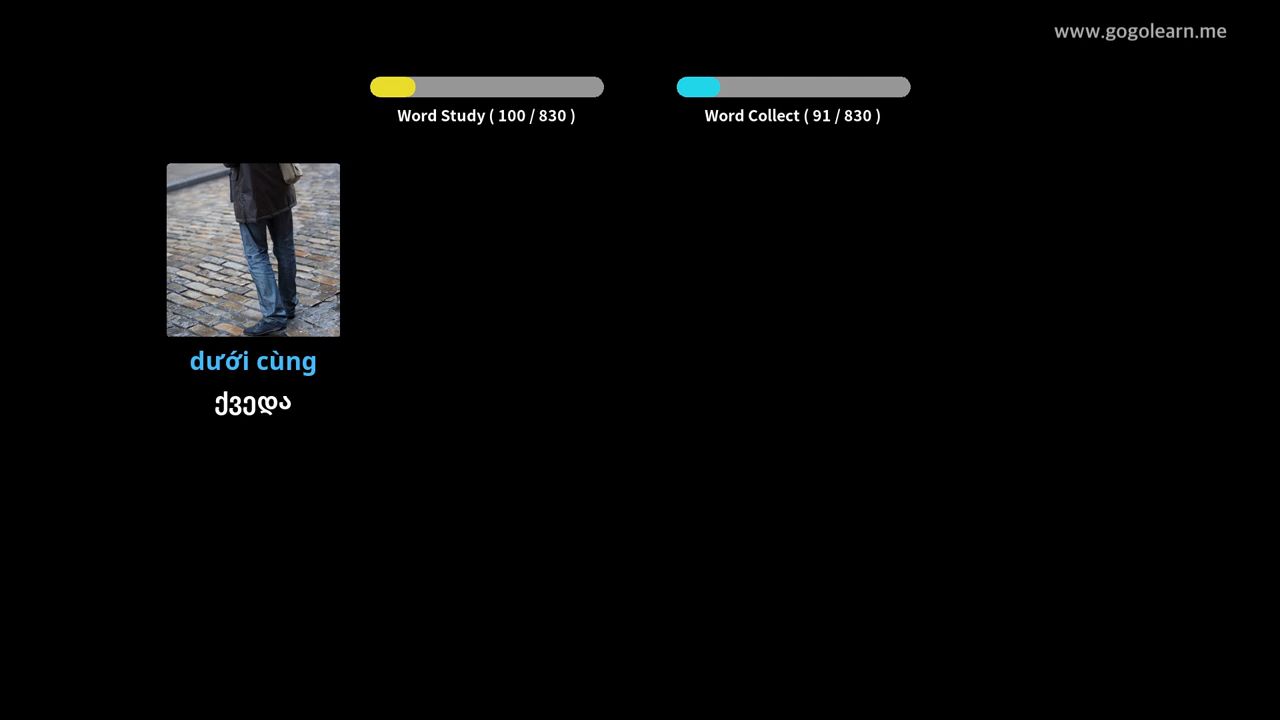 www.gogolearn.me
Word Study ( 100 / 830 )
Word Collect ( 91 / 830 )
dưới cùng
ქვედა